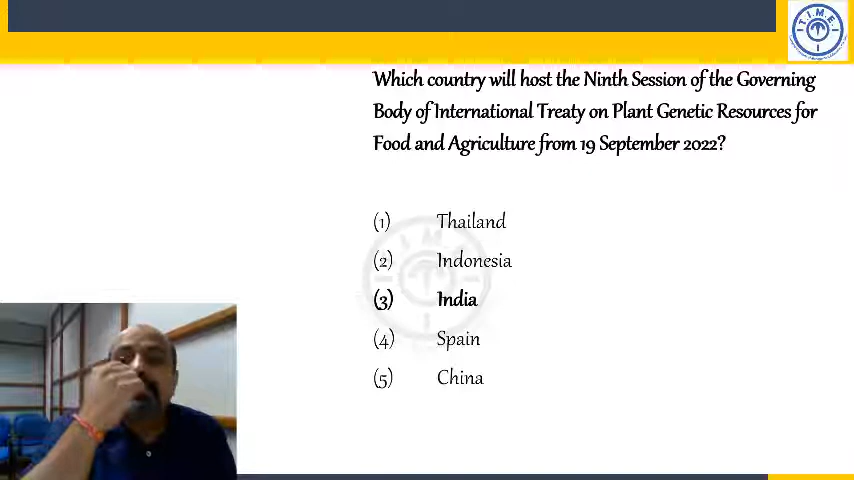 T.I.M.E.
Which country will host the Ninth Session of the Governing
Body of International Treaty on Plant Genetic Resources for
Food and Agriculture from 19 September 2022?
(1) Thailand
(2) Indonesia
(3) India
(4) Spain
(5) China